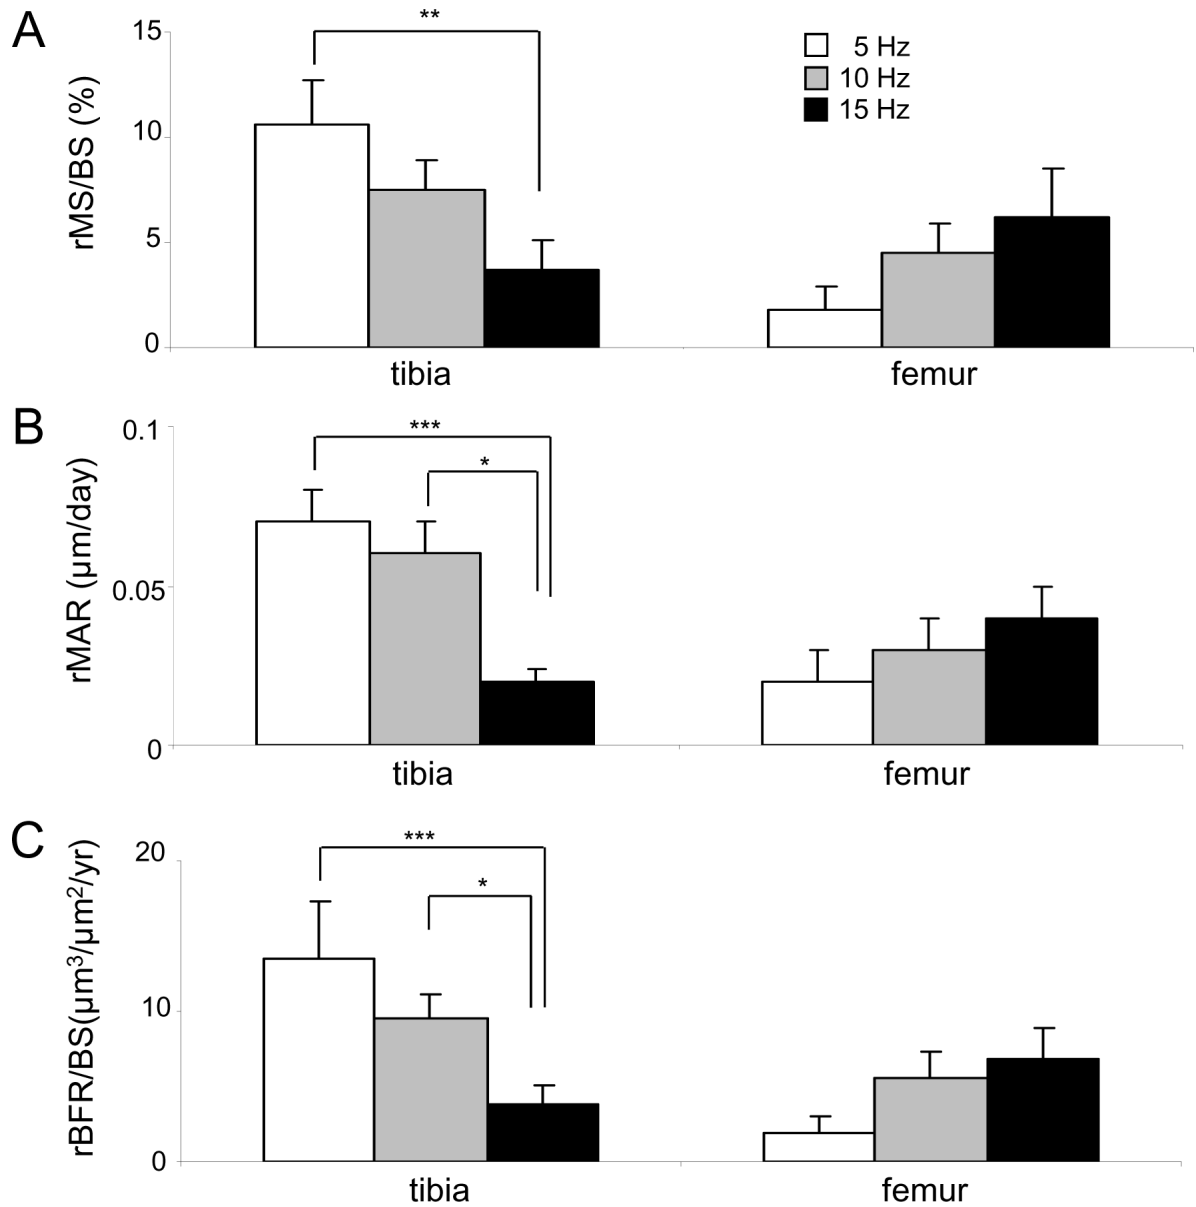 A
rMS/BS (%)
15
10
5
0
**
5 Hz
10 Hz
15 Hz
tibia
femur
B
rMAR (μm/day)
0.1
0.05
0
***
*
tibia
femur
C
rBFR/BS(μm³/μm²/yr)
20
10
0
***
*
tibia
femur